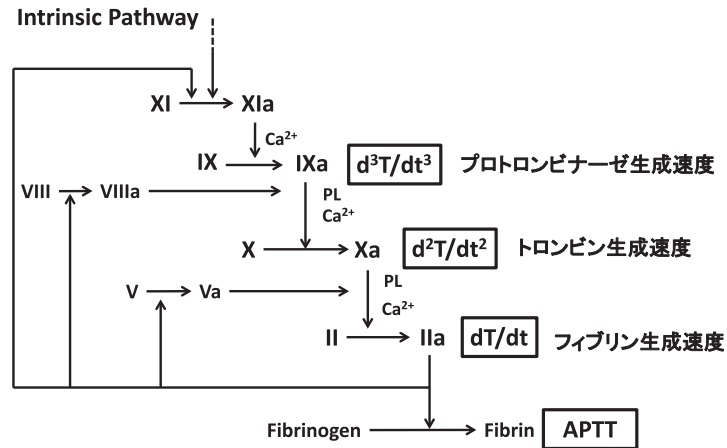 Intrinsic Pathway
XI XIa
Ca²⁺
IX IXa d³T/dt³ プロトロンビナーゼ生成速度
VIII VIIIa
PL
Ca²⁺
X Xa d²T/dt² トロンビン生成速度
PL
V Va
Ca²⁺
II IIa dT/dt フィブリン生成速度
Fibrinogen Fibrin APTT